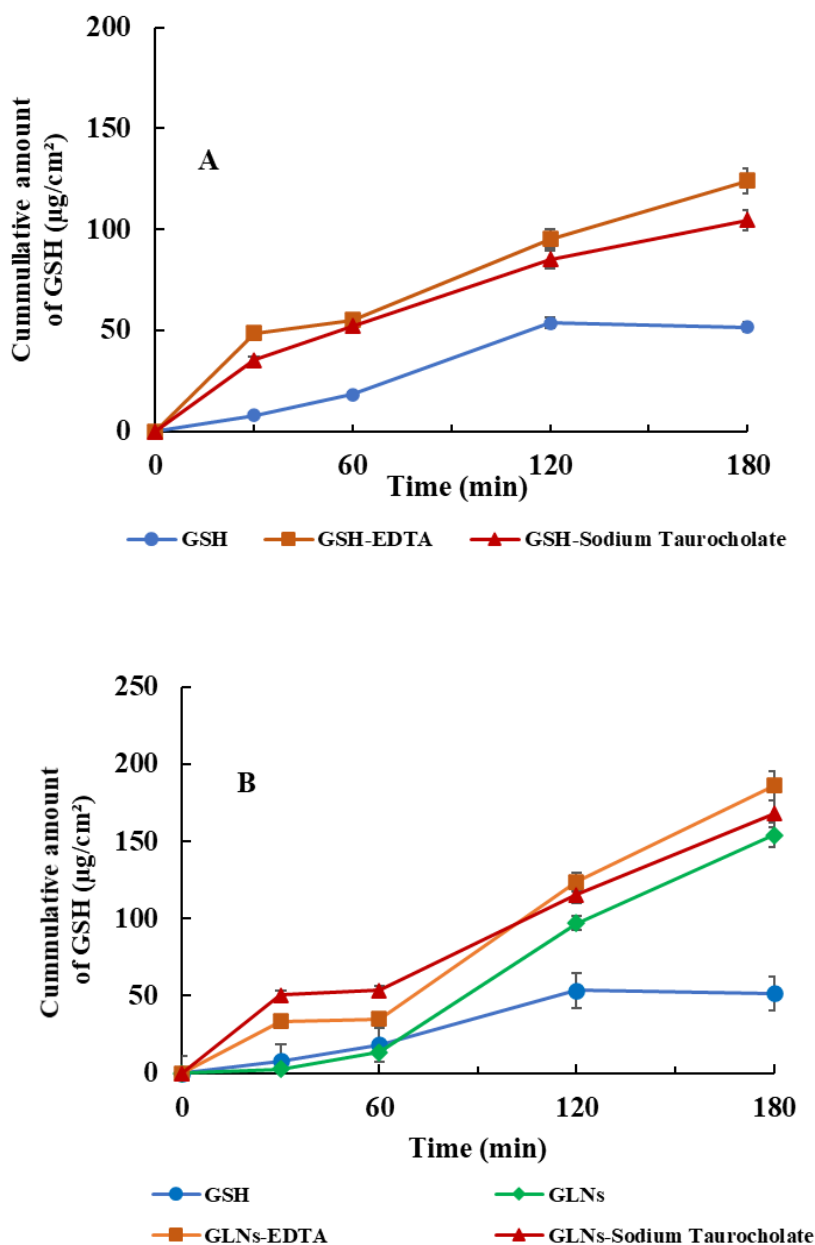 200
150
100
50
0
Cummullative amount
of GSH (µg/cm²)
A
0 60 120 180
Time (min)
GSH GSH-EDTA GSH-Sodium Taurocholate
250
200
150
100
50
0
Cummulative amount
of GSH (µg/cm²)
B
0 60 120 180
Time (min)
GSH GLNs
GLNs-EDTA GLNs-Sodium Taurocholate